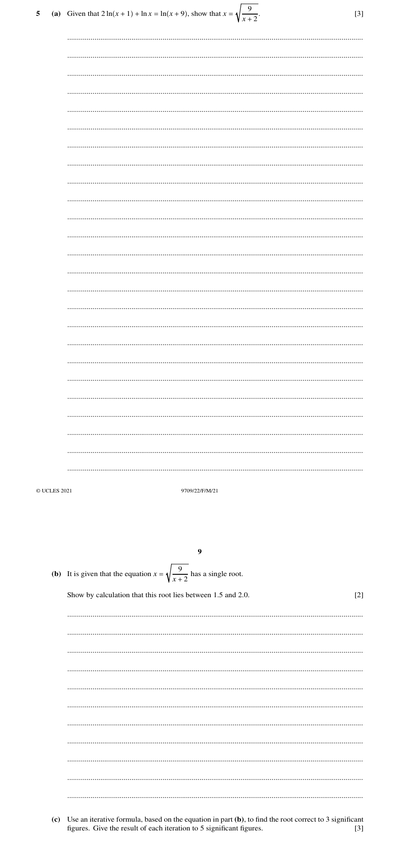 5 (a) Given that 2 ln(x + 1) + ln x = ln(x + 9), show that x = √(9/(x + 2)). [3]
© UCLES 2021 9709/22/F/M/21
9
(b) It is given that the equation x = √(9/(x + 2)) has a single root.
Show by calculation that this root lies between 1.5 and 2.0. [2]
(c) Use an iterative formula, based on the equation in part (b), to find the root correct to 3 significant
figures. Give the result of each iteration to 5 significant figures. [3]